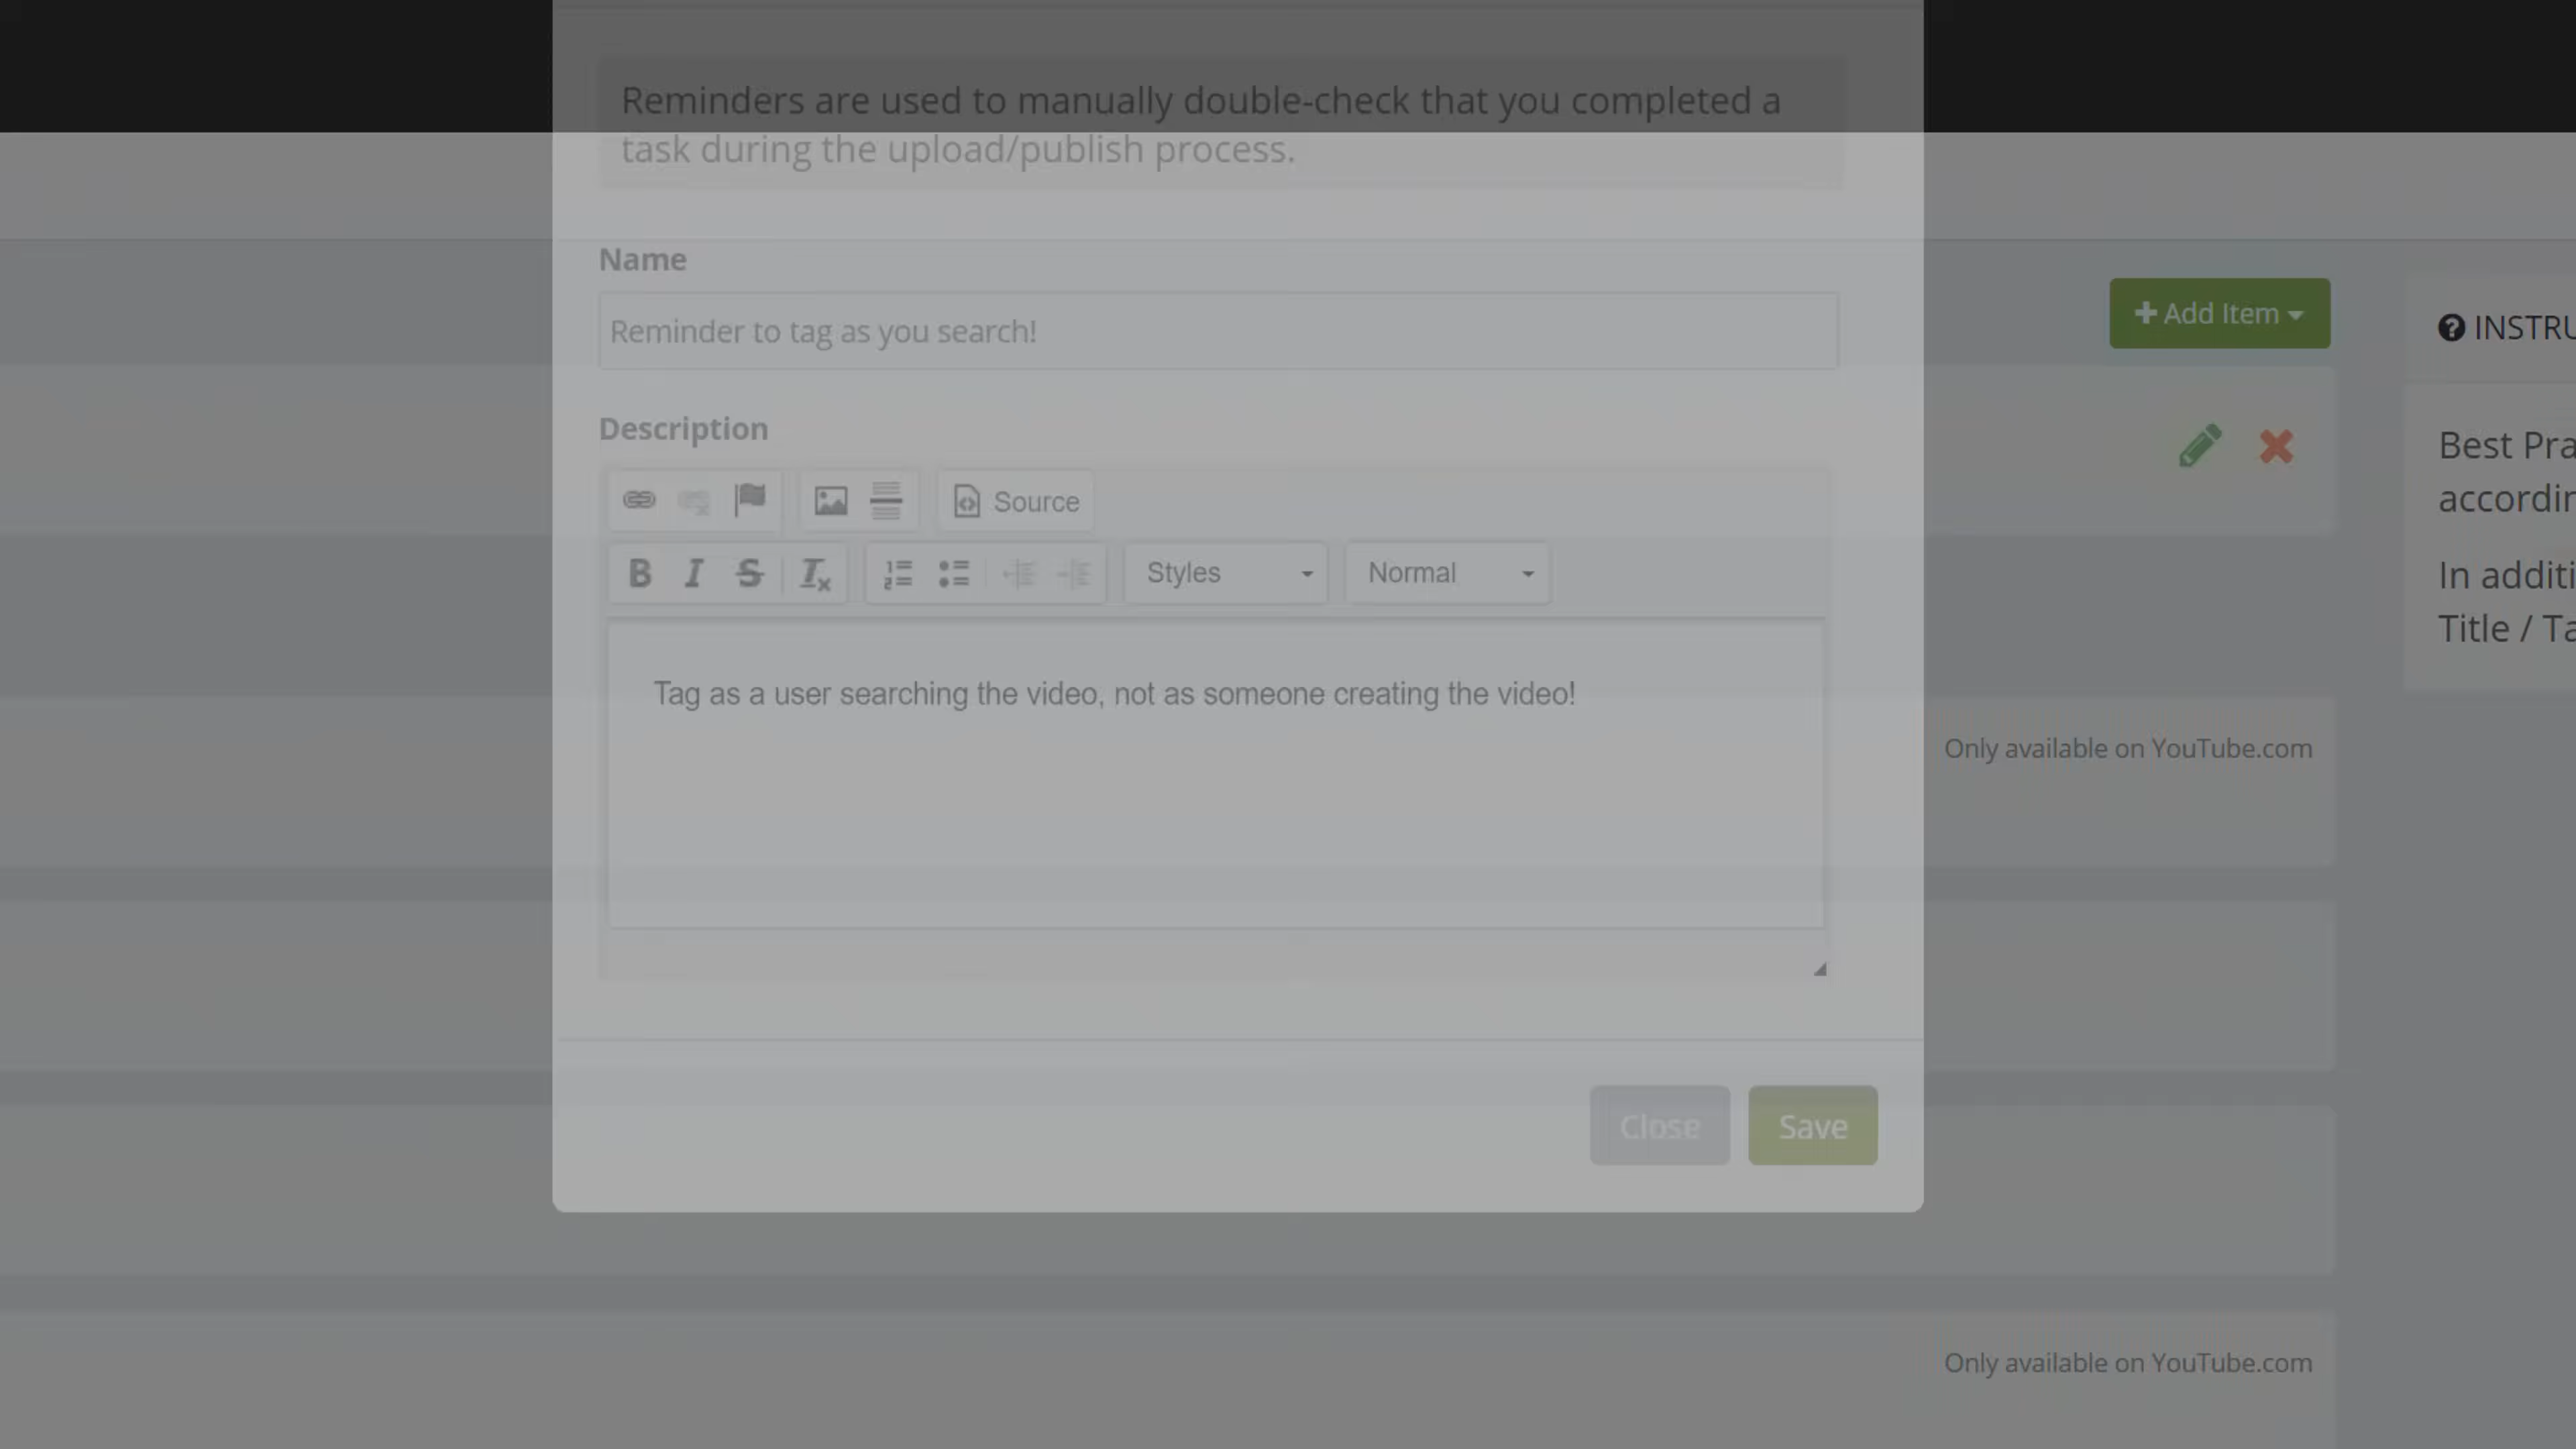 Reminders are used to manually double-check that you completed a
task during the upload/publish process.
Name
Reminder to tag as you search!
Description
Source
Styles
Normal
Tag as a user searching the video, not as someone creating the video!
Close
Save
Add Item
Only available on YouTube.com
Only available on YouTube.com
INSTRU
Best Pra
accordin
In additi
Title / Ta